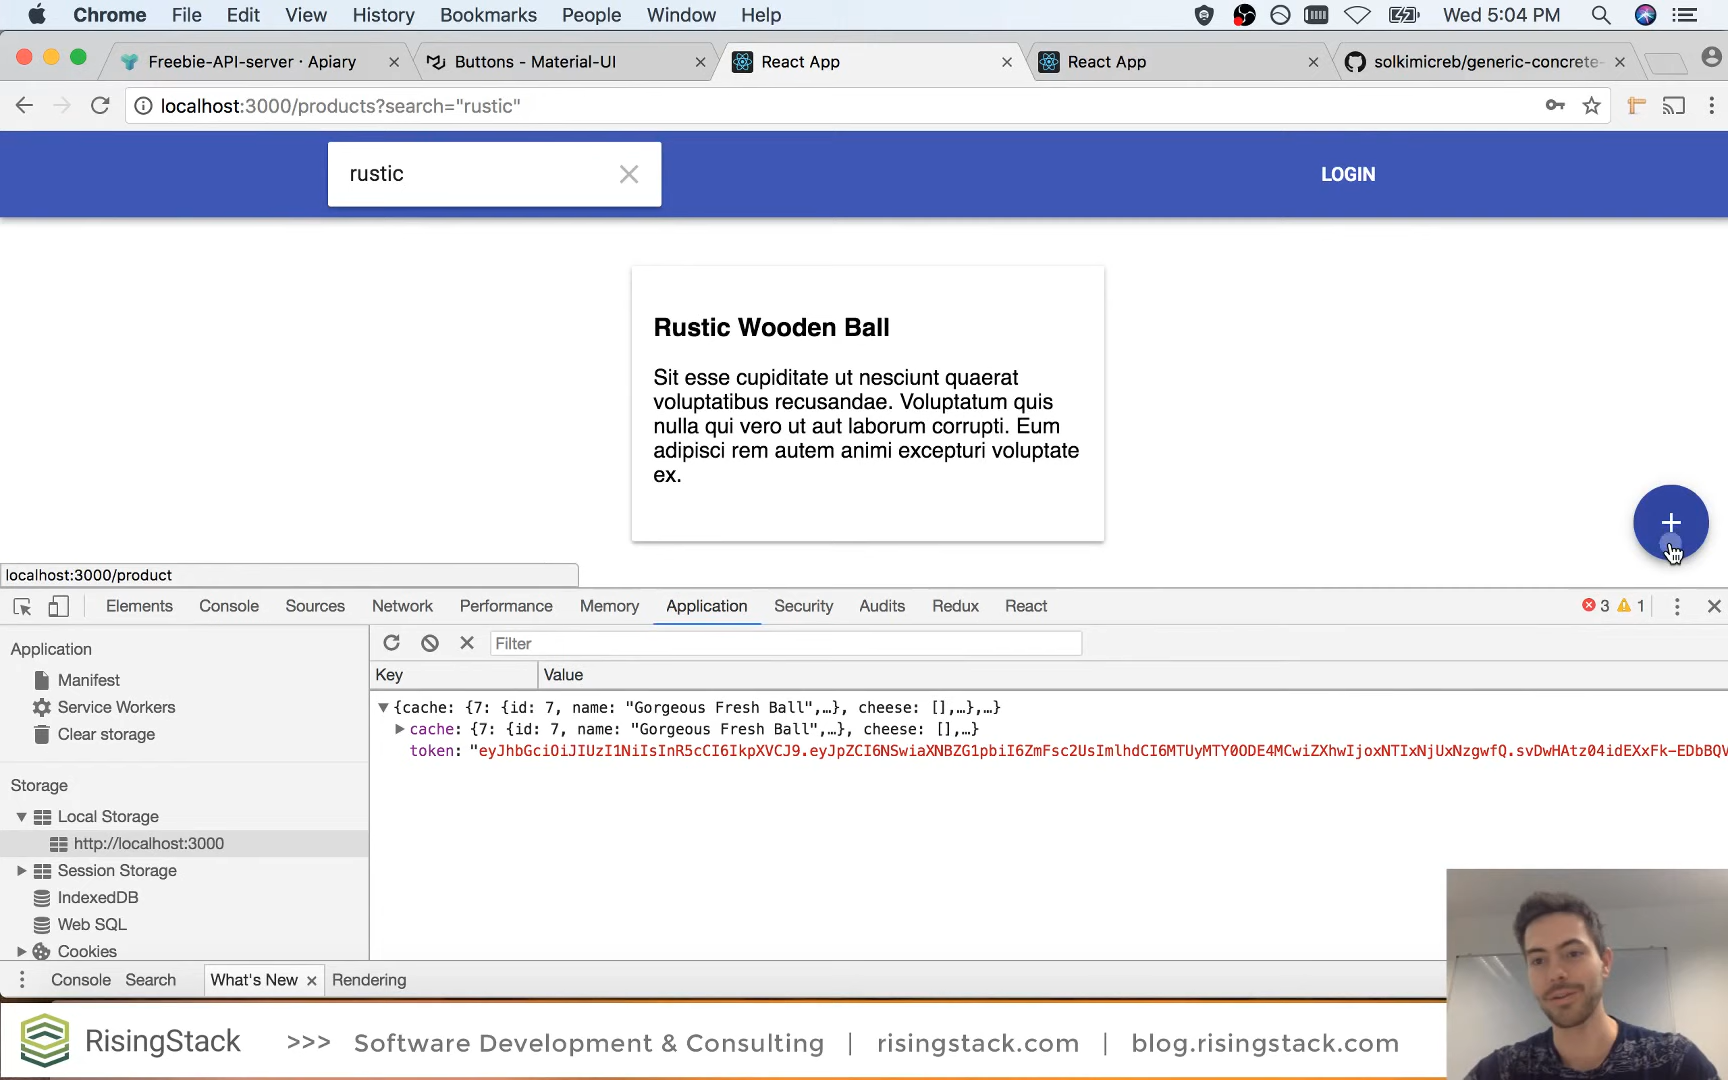 Chrome File Edit View History Bookmarks People Window Help Wed 5:04 PM
Freebie-API-server · Apiary Buttons - Material-UI React App React App solkimicreb/generic-concrete-
localhost:3000/products?search="rustic"
rustic
LOGIN
Rustic Wooden Ball
Sit esse cupiditate ut nesciunt quaerat
voluptatibus recusandae. Voluptatum quis
nulla qui vero ut aut laborum corrupti. Eum
adipisci rem autem animi excepturi voluptate
ex.
localhost:3000/product
Elements Console Sources Network Performance Memory Application Security Audits Redux React 3 1
Application
Manifest
Service Workers
Clear storage
Storage
Local Storage
http://localhost:3000
Session Storage
IndexedDB
Web SQL
Cookies
Filter
Key Value
{cache: {7: {id: 7, name: "Gorgeous Fresh Ball",…}, cheese: [],…},…}
cache: {7: {id: 7, name: "Gorgeous Fresh Ball",…}, cheese: [],…}
token:
Console Search What's New Rendering
RisingStack >>> Software Development & Consulting | risingstack.com | blog.risingstack.com